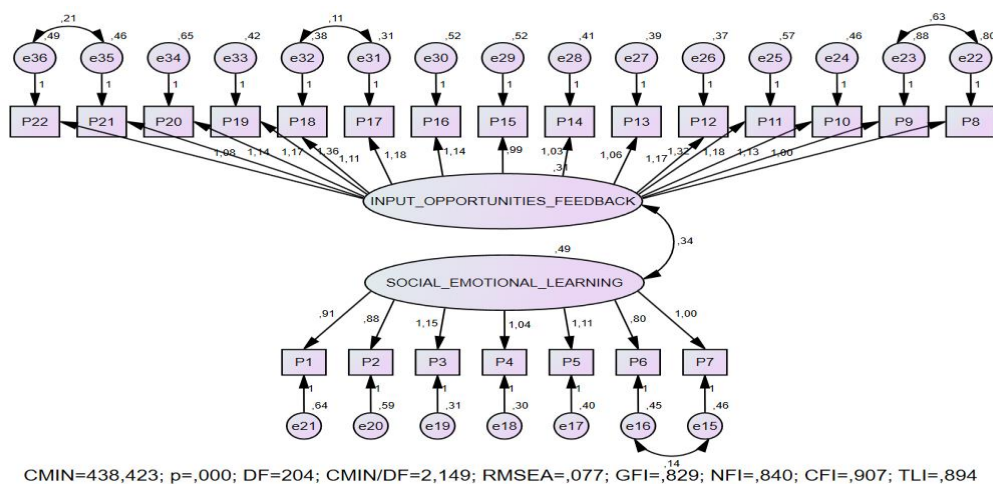 ,21 ,11 ,63
,49 ,46 ,65 ,42 ,38 ,31 ,52 ,52 ,41 ,39 ,37 ,57 ,46 ,88 ,80
e36 e35 e34 e33 e32 e31 e30 e29 e28 e27 e26 e25 e24 e23 e22
1 1 1 1 1 1 1 1 1 1 1 1 1 1 1
P22 P21 P20 P19 P18 P17 P16 P15 P14 P13 P12 P11 P10 P9 P8
1,08 1,14 1,17 1,36 1,11 1,18 1,14 ,99 1,03 1,06 1,17 1,32 1,18 1,13 1,00
,31
INPUT_OPPORTUNITIES_FEEDBACK
,34
,49
SOCIAL_EMOTIONAL_LEARNING
,91 ,88 1,15 1,04 1,11 ,80 1,00
P1 P2 P3 P4 P5 P6 P7
1 1 1 1 1 1 1
,64 ,59 ,31 ,30 ,40 ,45 ,46
e21 e20 e19 e18 e17 e16 e15
,14
CMIN=438,423; p=,000; DF=204; CMIN/DF=2,149; RMSEA=,077; GFI=,829; NFI=,840; CFI=,907; TLI=,894